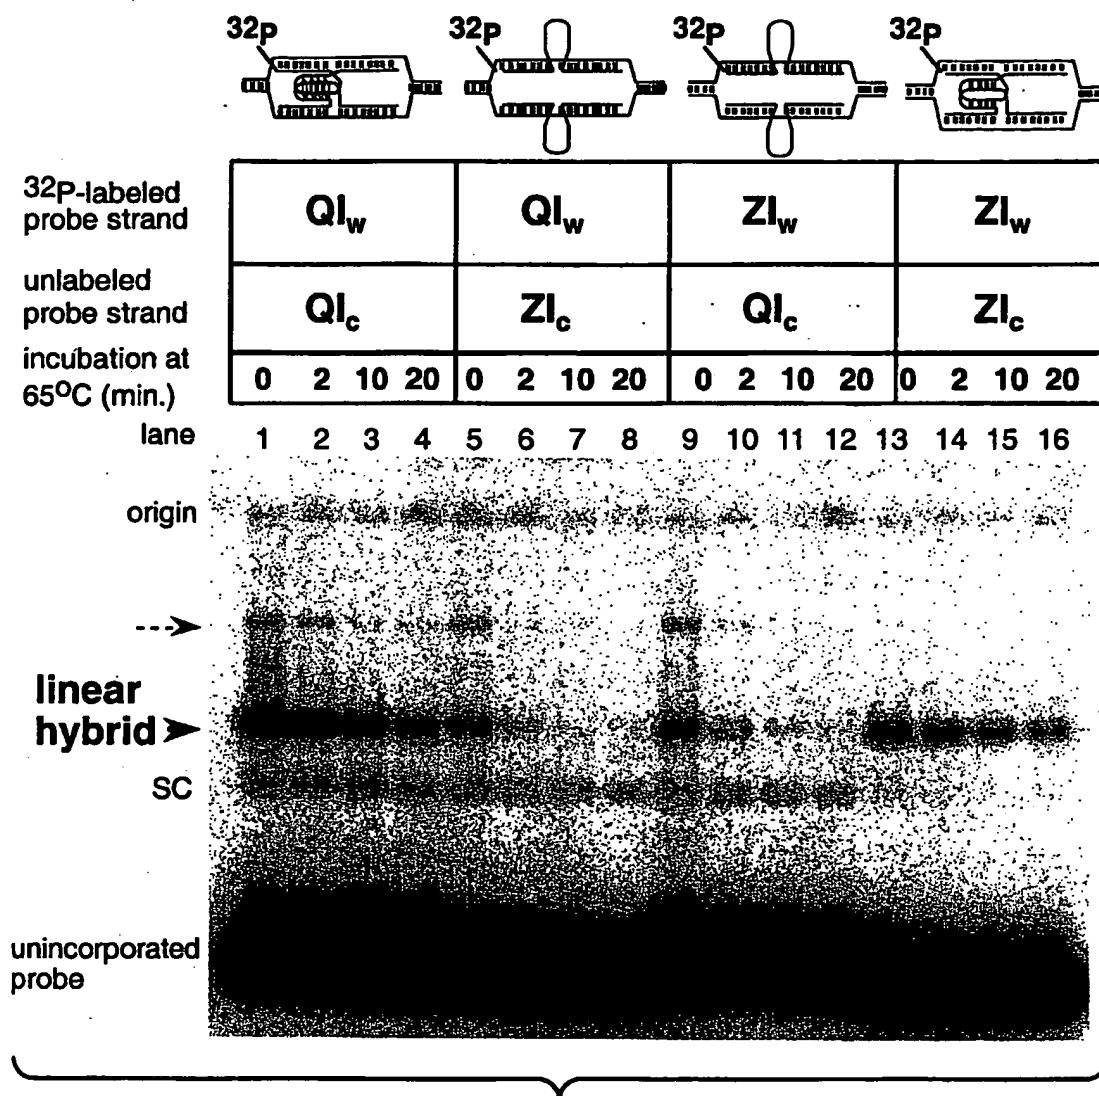 32P 32P 32P 32P
32P-labeled
probe strand QIw QIw ZIw ZIw
unlabeled
probe strand QIc ZIc QIc ZIc
incubation at
65OC (min.) 0 2 10 20 0 2 10 20 0 2 10 20 0 2 10 20
lane 1 2 3 4 5 6 7 8 9 10 11 12 13 14 15 16
origin
linear
hybrid
SC
unincorporated
probe